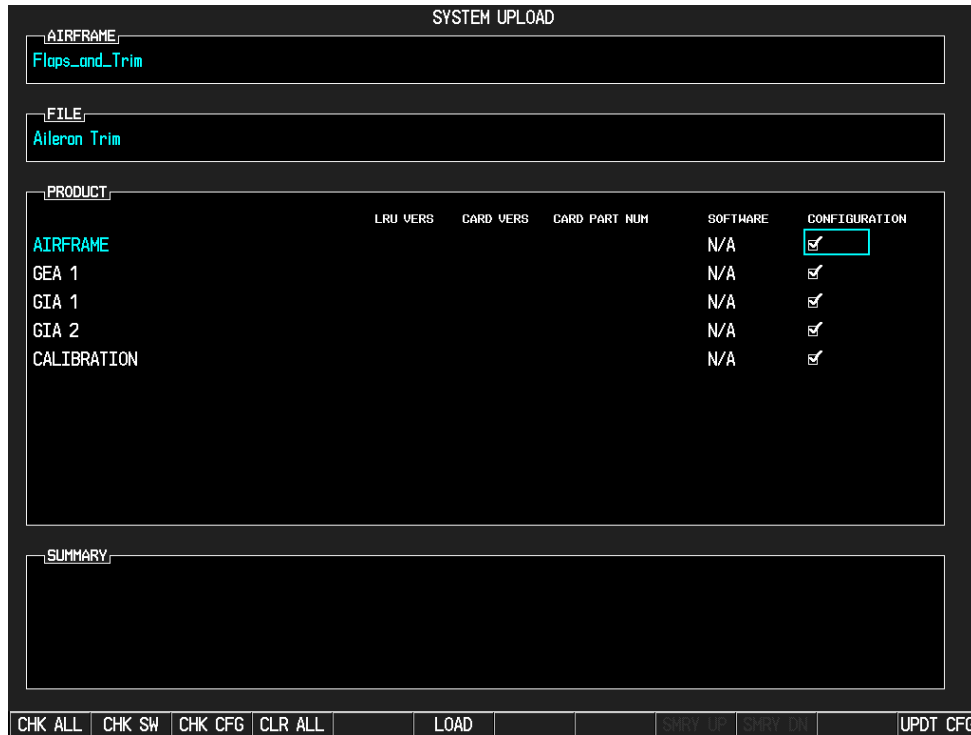 SYSTEM UPLOAD
AIRFRAME
Flaps_and_Trim
FILE
Aileron Trim
PRODUCT
LRU VERS CARD VERS CARD PART NUM SOFTWARE CONFIGURATION
AIRFRAME N/A
GEA 1 N/A
GIA 1 N/A
GIA 2 N/A
CALIBRATION N/A
SUMMARY
CHK ALL CHK SW CHK CFG CLR ALL LOAD SMRY UP SMRY DN UPDT CFG